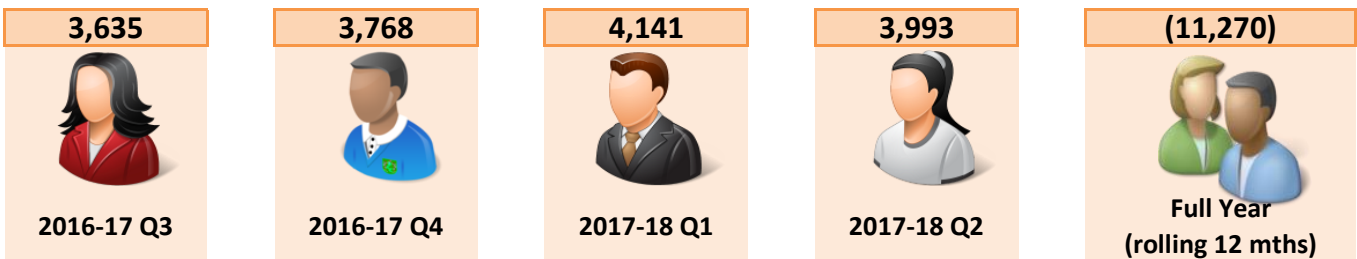 3,635
3,768
4,141
3,993
(11,270)
2016-17 Q3
2016-17 Q4
2017-18 Q1
2017-18 Q2
Full Year
(rolling 12 mths)